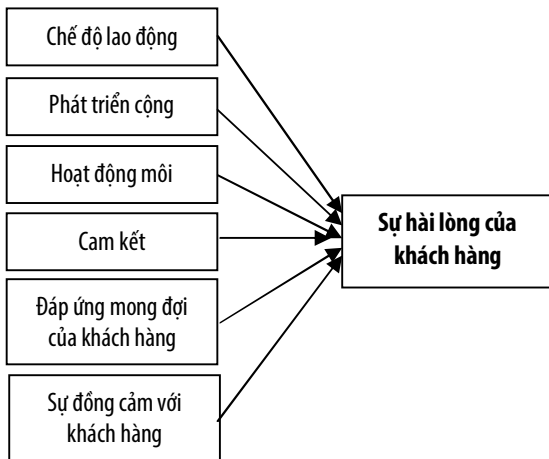 Chế độ lao động
Phát triển cộng
Hoạt động môi
Cam kết
Đáp ứng mong đợi
của khách hàng
Sự đồng cảm với
khách hàng
Sự hài lòng của
khách hàng